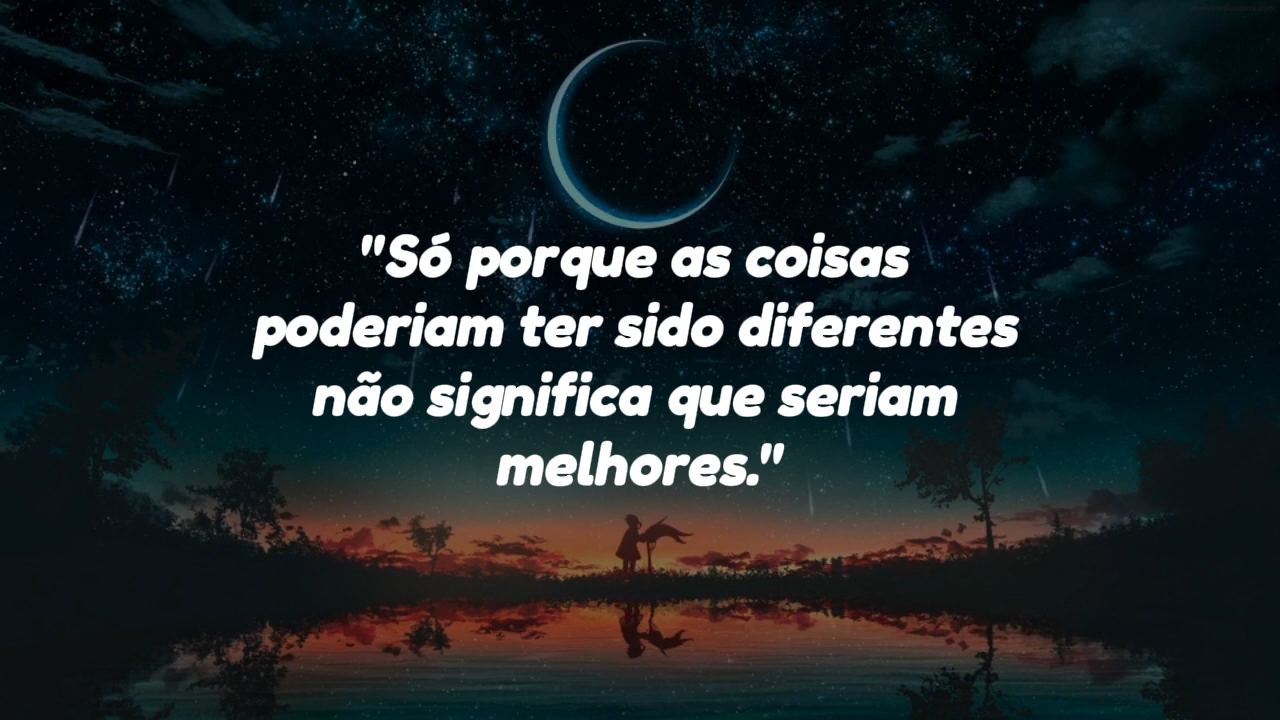 "Só porque as coisas
poderiam ter sido diferentes
não significa que seriam
melhores."